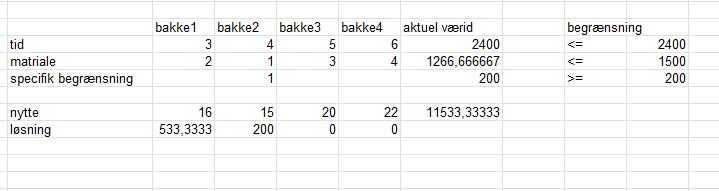 bakke1 bakke2 bakke3 bakke4 aktuel værid begrænsning
tid 3 4 5 6 2400 <= 2400
matriale 2 1 3 4 1266,666667 <= 1500
specifik begrænsning 1 200 >= 200
nytte 16 15 20 22 11533,33333
løsning 533,3333 200 0 0